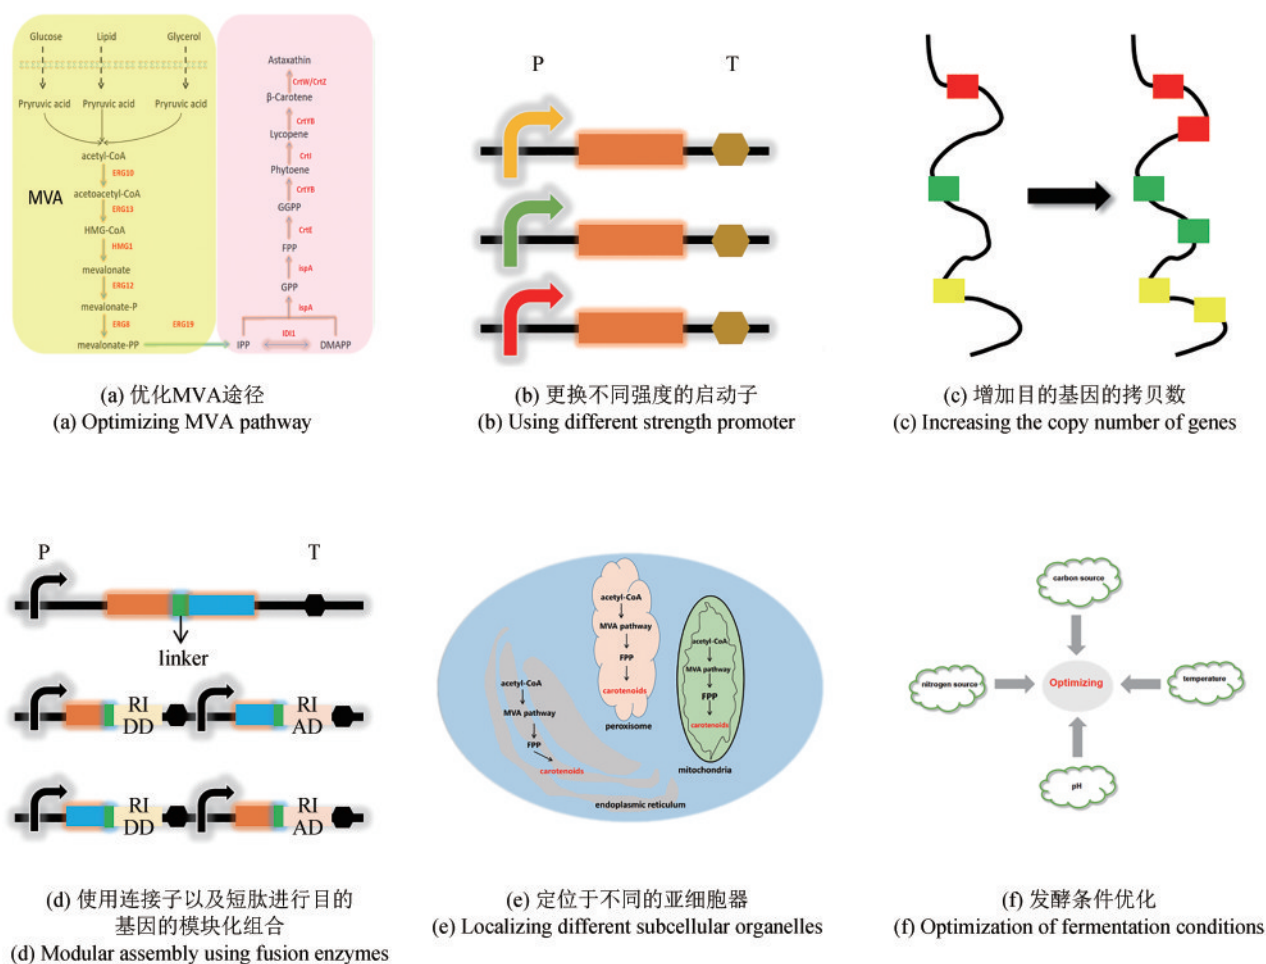 Glucose Lipid Glycerol
Pryruvic acid Pryruvic acid Pryruvic acid
acetyl-CoA
ERG10
MVA
acetoacetyl-CoA
ERG13
HMG-CoA
HMG1
mevalonate
ERG12
mevalonate-P
ERG8 ERG19
mevalonate-PP
Astaxathin
CrtW/CrtZ
β-Carotene
CrtYB
Lycopene
CrtI
Phytoene
CrtYB
GGPP
CrtE
FPP
ispA
GPP
ispA
IDI1
IPP DMAPP
(a) 优化MVA途径
(a) Optimizing MVA pathway
P T
(b) 更换不同强度的启动子
(b) Using different strength promoter
(c) 增加目的基因的拷贝数
(c) Increasing the copy number of genes
P T
linker
RI RI
DD AD
RI RI
DD AD
(d) 使用连接子以及短肽进行目的
基因的模块化组合
(d) Modular assembly using fusion enzymes
acetyl-CoA
MVA pathway
FPP
carotenoids
peroxisome
acetyl-CoA
MVA pathway
FPP
carotenoids
mitochondria
acetyl-CoA
MVA pathway
FPP
carotenoids
endoplasmic reticulum
(e) 定位于不同的亚细胞器
(e) Localizing different subcellular organelles
carbon source
nitrogen source
Optimizing
temperature
pH
(f) 发酵条件优化
(f) Optimization of fermentation conditions